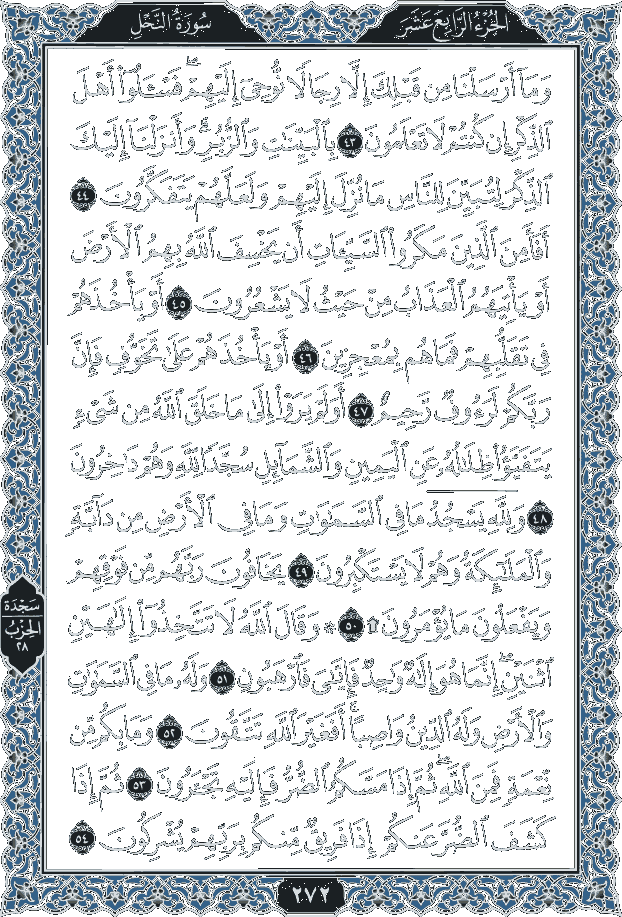 الجُزْءُ الرَّابِعَ عَشَرَ
سُورَةُ النَّحْلِ
وَمَآ أَرْسَلْنَا مِن قَبْلِكَ إِلَّا رِجَالًا نُّوحِىٓ إِلَيْهِمْ ۖ فَسْـَٔلُوٓا۟ أَهْلَ
ٱلذِّكْرِ إِن كُنتُمْ لَا تَعْلَمُونَ ٤٣ بِٱلْبَيِّنَـٰتِ وَٱلزُّبُرِ ۗ وَأَنزَلْنَآ إِلَيْكَ
ٱلذِّكْرَ لِتُبَيِّنَ لِلنَّاسِ مَا نُزِّلَ إِلَيْهِمْ وَلَعَلَّهُمْ يَتَفَكَّرُونَ ٤٤
أَفَأَمِنَ ٱلَّذِينَ مَكَرُوا۟ ٱلسَّيِّـَٔاتِ أَن يَخْسِفَ ٱللَّهُ بِهِمُ ٱلْأَرْضَ
أَوْ يَأْتِيَهُمُ ٱلْعَذَابُ مِنْ حَيْثُ لَا يَشْعُرُونَ ٤٥ أَوْ يَأْخُذَهُمْ
فِى تَقَلُّبِهِمْ فَمَا هُم بِمُعْجِزِينَ ٤٦ أَوْ يَأْخُذَهُمْ عَلَىٰ تَخَوُّفٍ فَإِنَّ
رَبَّكُمْ لَرَءُوفٌ رَّحِيمٌ ٤٧ أَوَلَمْ يَرَوْا۟ إِلَىٰ مَا خَلَقَ ٱللَّهُ مِن شَىْءٍ
يَتَفَيَّؤُا۟ ظِلَـٰلُهُۥ عَنِ ٱلْيَمِينِ وَٱلشَّمَآئِلِ سُجَّدًا لِّلَّهِ وَهُمْ دَٰخِرُونَ
٤٨ وَلِلَّهِ يَسْجُدُ مَا فِى ٱلسَّمَـٰوَٰتِ وَمَا فِى ٱلْأَرْضِ مِن دَآبَّةٍ
وَٱلْمَلَـٰٓئِكَةُ وَهُمْ لَا يَسْتَكْبِرُونَ ٤٩ يَخَافُونَ رَبَّهُم مِّن فَوْقِهِمْ
وَيَفْعَلُونَ مَا يُؤْمَرُونَ ۩ ٥٠ ۞ وَقَالَ ٱللَّهُ لَا تَتَّخِذُوٓا۟ إِلَـٰهَيْنِ
ٱثْنَيْنِ ۖ إِنَّمَا هُوَ إِلَـٰهٌ وَٰحِدٌ ۖ فَإِيَّـٰىَ فَٱرْهَبُونِ ٥١ وَلَهُۥ مَا فِى ٱلسَّمَـٰوَٰتِ
وَٱلْأَرْضِ وَلَهُ ٱلدِّينُ وَاصِبًا ۚ أَفَغَيْرَ ٱللَّهِ تَتَّقُونَ ٥٢ وَمَا بِكُم مِّن
نِّعْمَةٍ فَمِنَ ٱللَّهِ ۖ ثُمَّ إِذَا مَسَّكُمُ ٱلضُّرُّ فَإِلَيْهِ تَجْـَٔرُونَ ٥٣ ثُمَّ إِذَا
كَشَفَ ٱلضُّرَّ عَنكُمْ إِذَا فَرِيقٌ مِّنكُم بِرَبِّهِمْ يُشْرِكُونَ ٥٤
سَجْدَة
الحِزْبُ
٢٨
٢٧٢